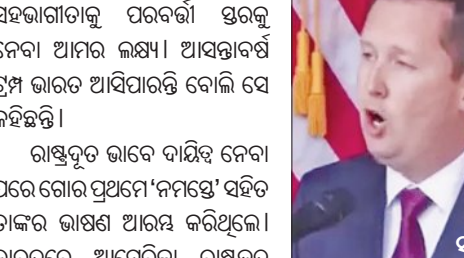 ସହଭାଗୀତାକୁ ପରବର୍ତ୍ତୀ ସ୍ତରକୁ
ନେବା ଆମର ଲକ୍ଷ୍ୟ। ଆସନ୍ତାବର୍ଷ
ଟ୍ରମ୍ପ ଭାରତ ଆସିପାରନ୍ତି ବୋଲି ସେ
କହିଛନ୍ତି।
ରାଷ୍ଟ୍ରଦୂତ ଭାବେ ଦାୟିତ୍ୱ ନେବା
ପରେ ଗୋର ପ୍ରଥମେ ‘ନମସ୍ତେ’ ସହିତ
ତାଙ୍କର ଭାଷଣ ଆରମ୍ଭ କରିଥିଲେ।